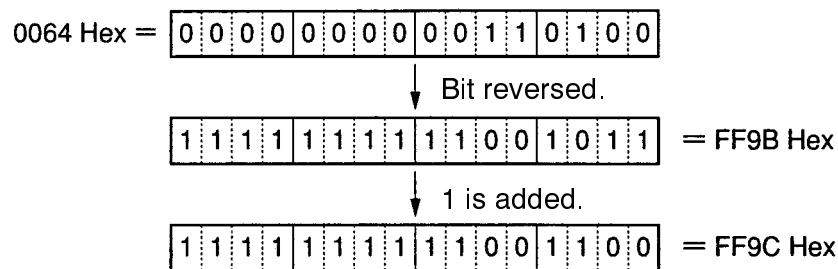 0064 Hex = 0 0 0 0 0 0 0 0 0 0 1 1 0 1 0 0
Bit reversed.
1 1 1 1 1 1 1 1 1 1 0 0 1 0 1 1 = FF9B Hex
1 is added.
1 1 1 1 1 1 1 1 1 1 0 0 1 1 0 0 = FF9C Hex